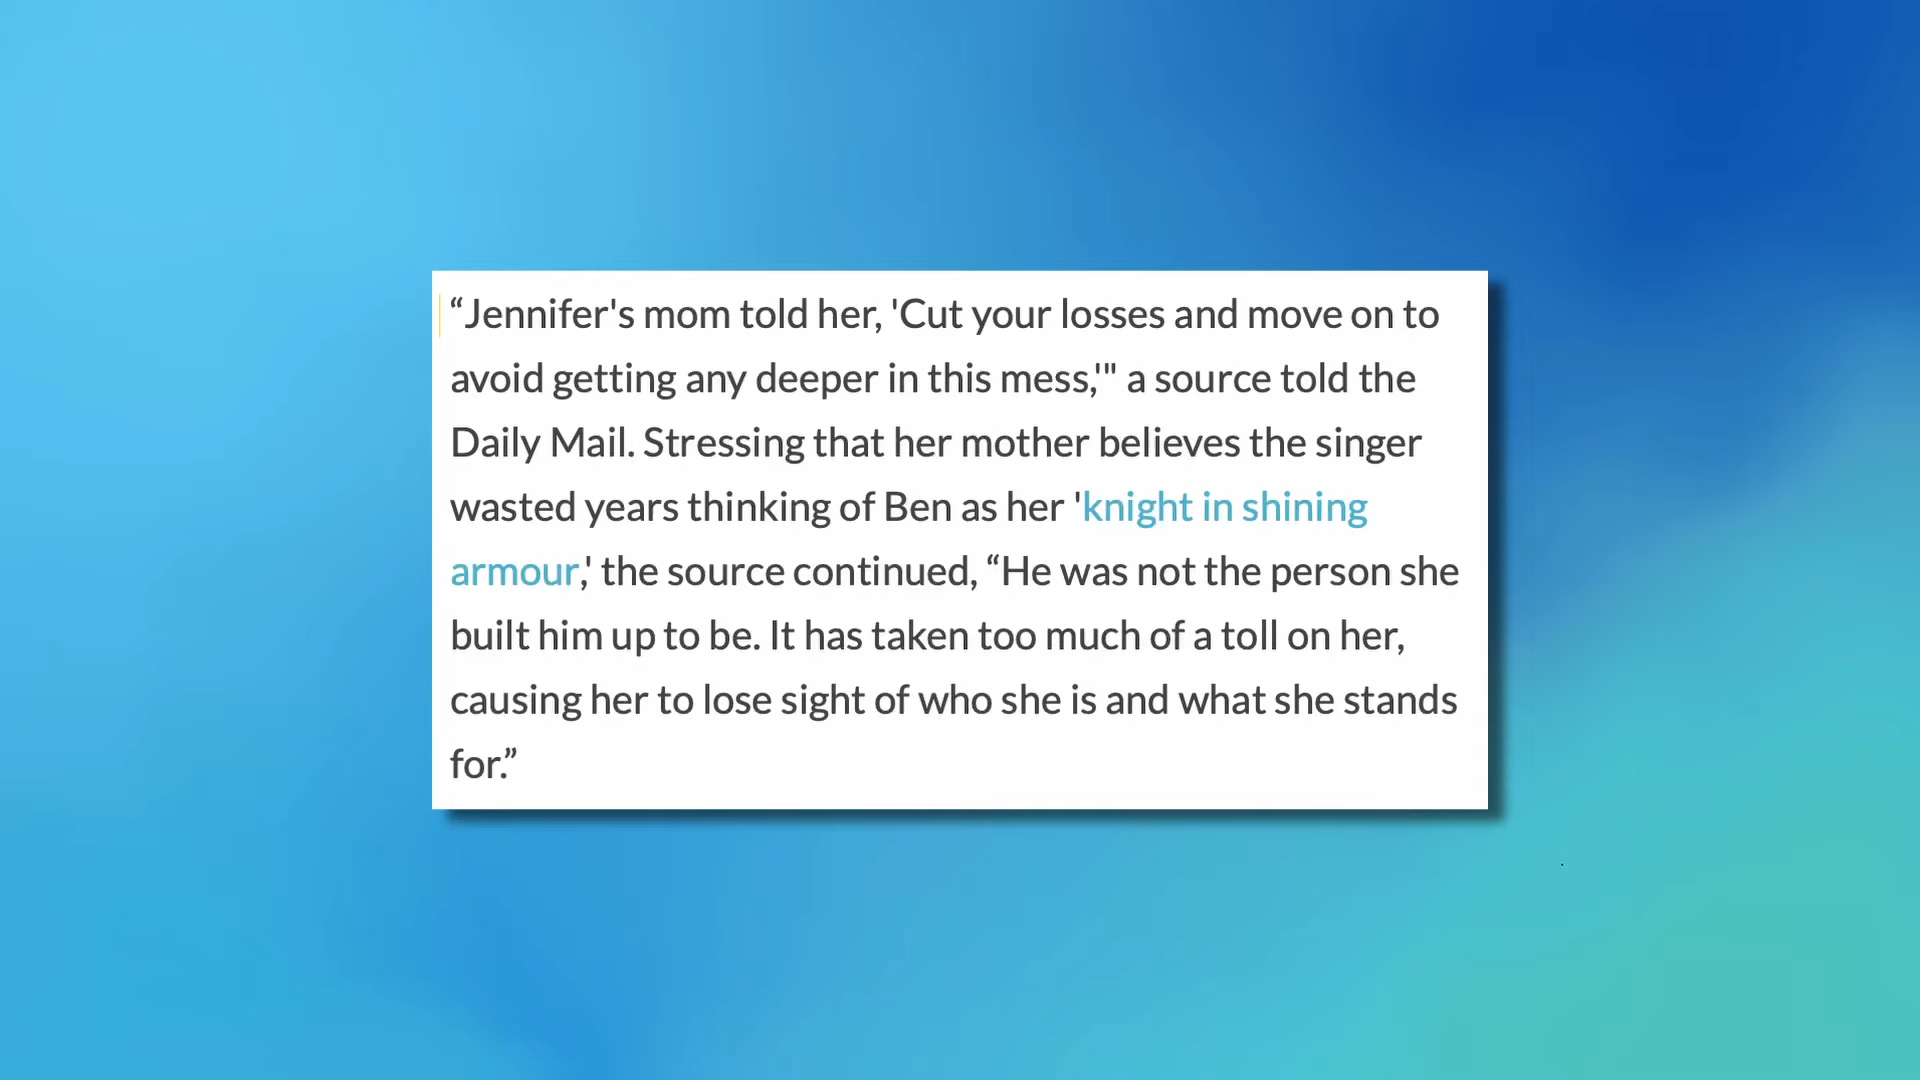 “Jennifer's mom told her, 'Cut your losses and move on to
avoid getting any deeper in this mess,'" a source told the
Daily Mail. Stressing that her mother believes the singer
wasted years thinking of Ben as her 'knight in shining
armour,' the source continued, “He was not the person she
built him up to be. It has taken too much of a toll on her,
causing her to lose sight of who she is and what she stands
for.”